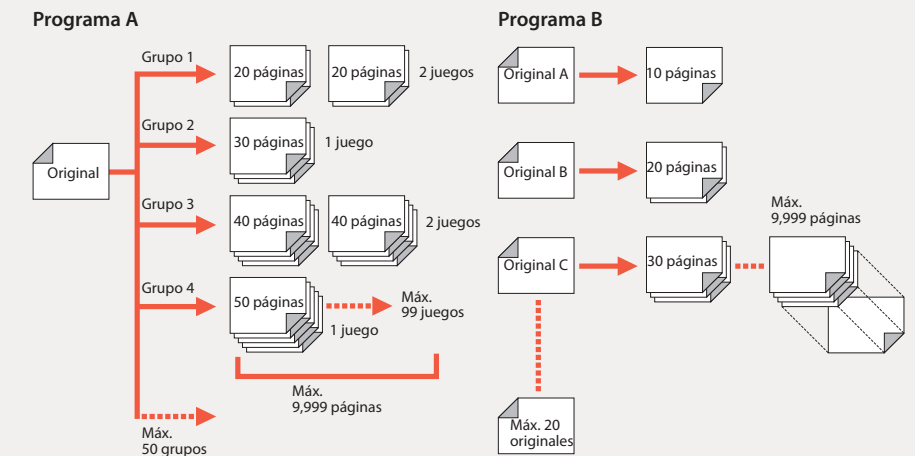 Programa A
Grupo 1
20 páginas
20 páginas
2 juegos
Grupo 2
30 páginas
1 juego
Original
Grupo 3
40 páginas
40 páginas
2 juegos
Grupo 4
50 páginas
1 juego
Máx.
99 juegos
Máx.
9,999 páginas
Máx.
50 grupos
Programa B
Original A
10 páginas
Original B
20 páginas
Original C
30 páginas
Máx.
9,999 páginas
Máx. 20
originales